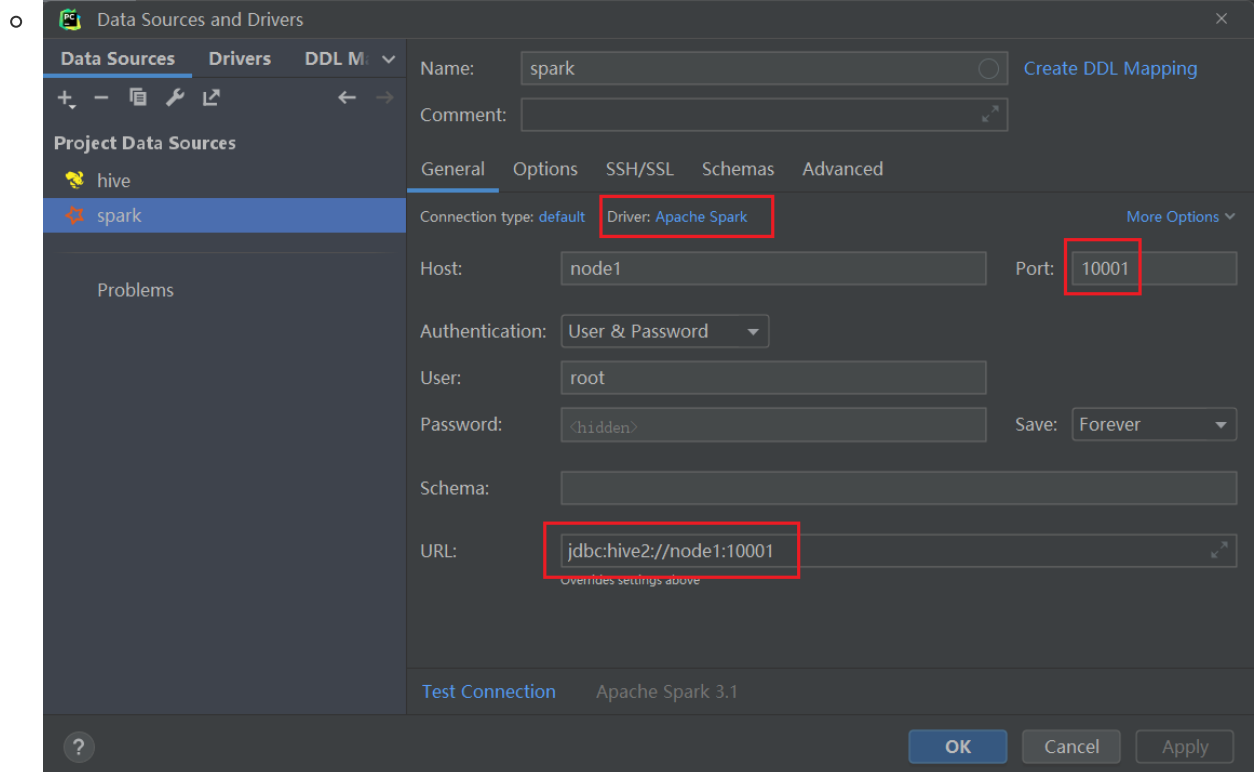 Data Sources and Drivers
Data Sources Drivers DDL Ma
Project Data Sources
hive
spark
Problems
Name: spark Create DDL Mapping
Comment:
General Options SSH/SSL Schemas Advanced
Connection type: default Driver: Apache Spark More Options
Host: node1 Port: 10001
Authentication: User & Password
User: root
Password: <hidden> Save: Forever
Schema:
URL: jdbc:hive2://node1:10001
Overrides settings above
Test Connection Apache Spark 3.1
? OK Cancel Apply